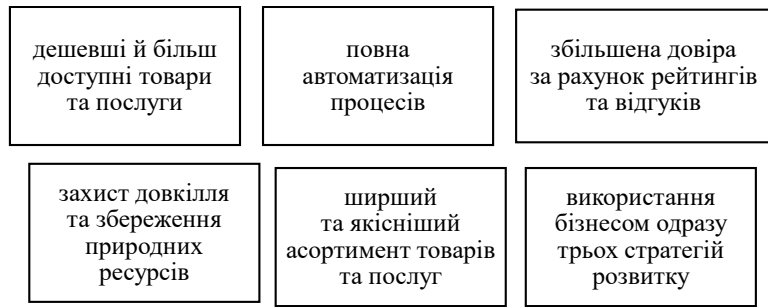 дешевші й більш
доступні товари
та послуги
повна
автоматизація
процесів
збільшена довіра
за рахунок рейтингів
та відгуків
захист довкілля
та збереження
природних
ресурсів
ширший
та якісніший
асортимент товарів
та послуг
використання
бізнесом одразу
трьох стратегій
розвитку